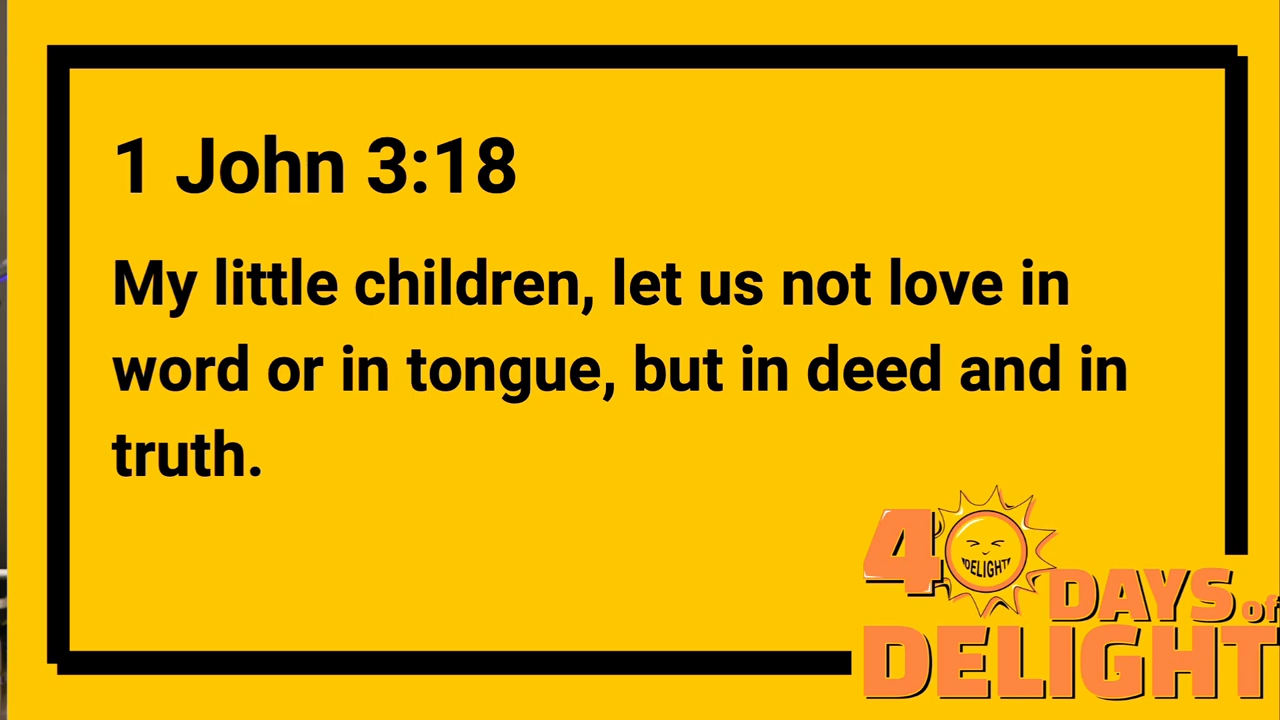 1 John 3:18
My little children, let us not love in
word or in tongue, but in deed and in
truth.
40
DELIGHT
DAYS of
DELIGHT